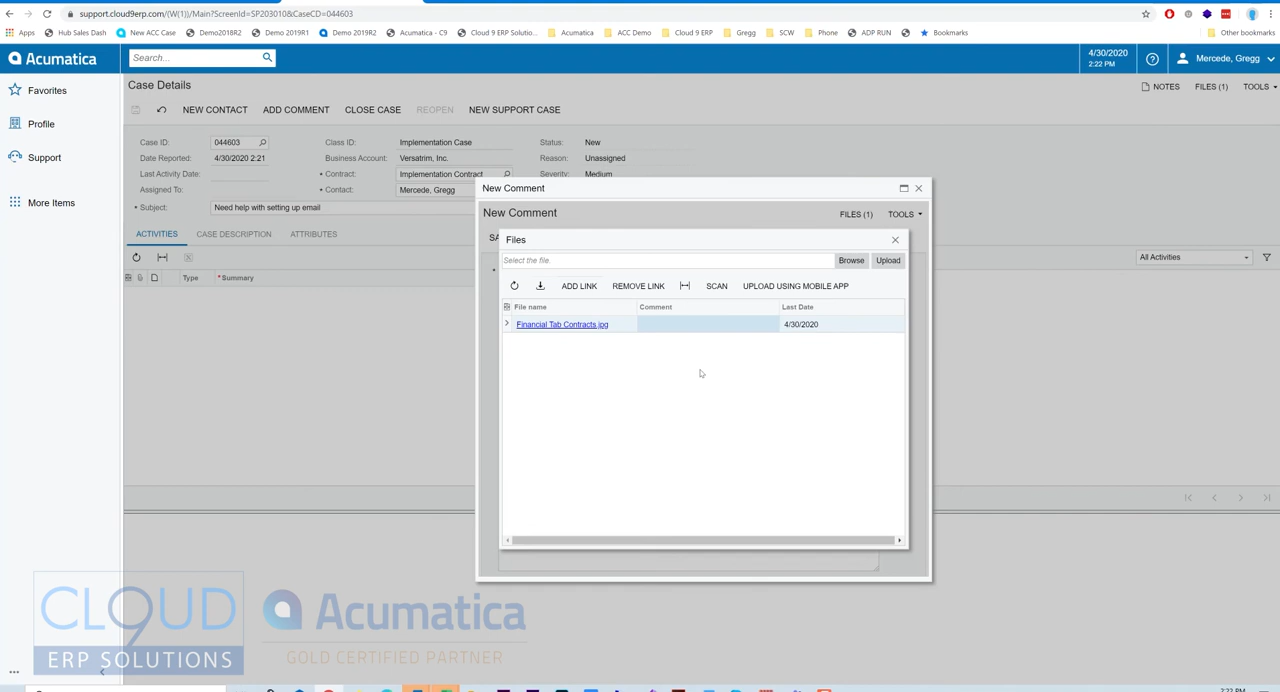 support.cloud9erp.com/(W(1))/Main?ScreenId=SP203010&CaseCD=044603
Apps Hub Sales Dash New ACC Case Demo2018R2 Demo 2019R1 Demo 2019R2 Acumatica - C9 Cloud 9 ERP Solutio... Acumatica ACC Demo Cloud 9 ERP Gregg SCW Phone ADP RUN Bookmarks Other bookmarks
Acumatica Search... 4/30/2020 2:22 PM Mercede, Gregg
Favorites
Profile
Support
More Items
Case Details NOTES FILES (1) TOOLS
NEW CONTACT ADD COMMENT CLOSE CASE REOPEN NEW SUPPORT CASE
Case ID: 044603 Class ID: Implementation Case Status: New
Date Reported: 4/30/2020 2:21 Business Account: Versatrim, Inc. Reason: Unassigned
Last Activity Date: • Contract: Implementation Contract Severity: Medium
Assigned To: • Contact: Mercede, Gregg
• Subject: Need help with setting up email
ACTIVITIES CASE DESCRIPTION ATTRIBUTES
All Activities
Type * Summary
New Comment
New Comment FILES (1) TOOLS
SA
Files
Select the file. Browse Upload
ADD LINK REMOVE LINK SCAN UPLOAD USING MOBILE APP
File name Comment Last Date
Financial Tab Contracts.jpg 4/30/2020
CLOUD 9
ERP SOLUTIONS
Acumatica
GOLD CERTIFIED PARTNER
2:22 PM